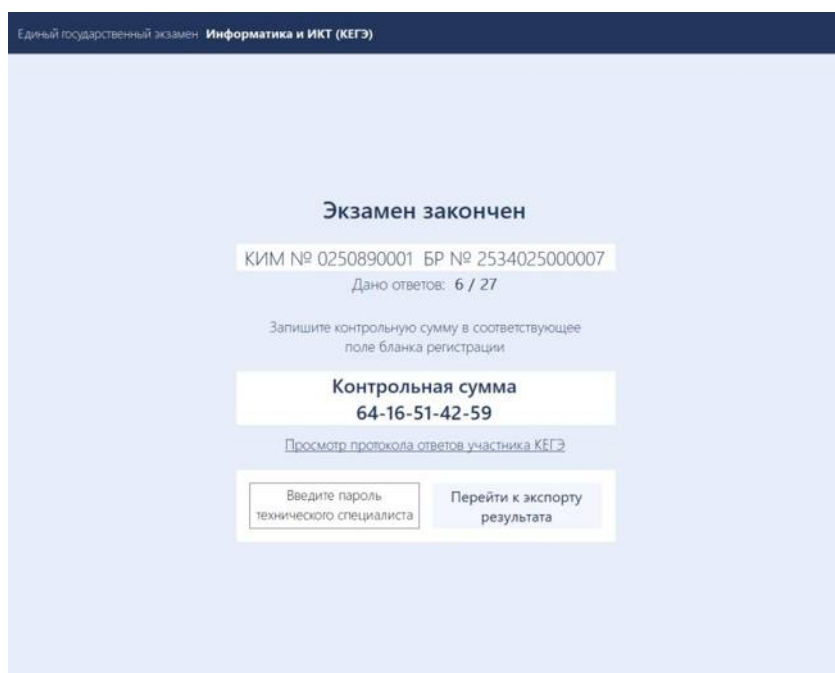 Единый государственный экзамен Информатика и ИКТ (КЕГЭ)
Экзамен закончен
КИМ № 0250890001 БР № 2534025000007
Дано ответов: 6 / 27
Запишите контрольную сумму в соответствующее
поле бланка регистрации
Контрольная сумма
64-16-51-42-59
Просмотр протокола ответов участника КЕГЭ
Введите пароль
технического специалиста
Перейти к экспорту
результата